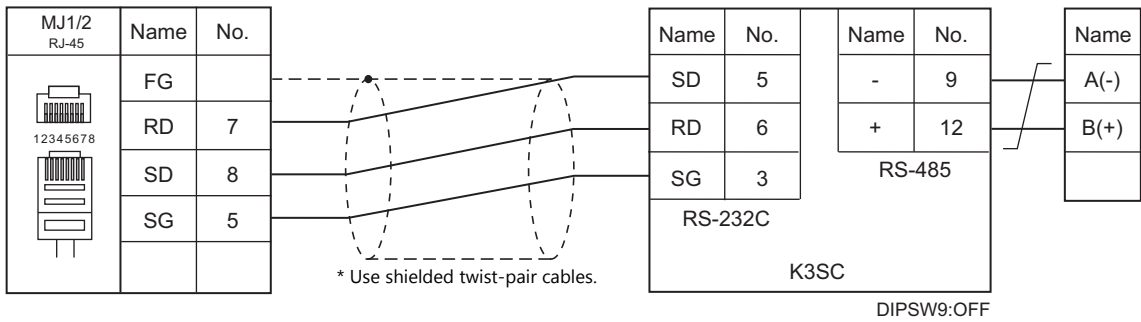 MJ1/2
RJ-45
Name No.
FG
RD 7
SD 8
SG 5
12345678
* Use shielded twist-pair cables.
Name No.
SD 5
RD 6
SG 3
RS-232C
Name No.
- 9
+ 12
RS-485
K3SC
DIPSW9:OFF
Name
A(-)
B(+)